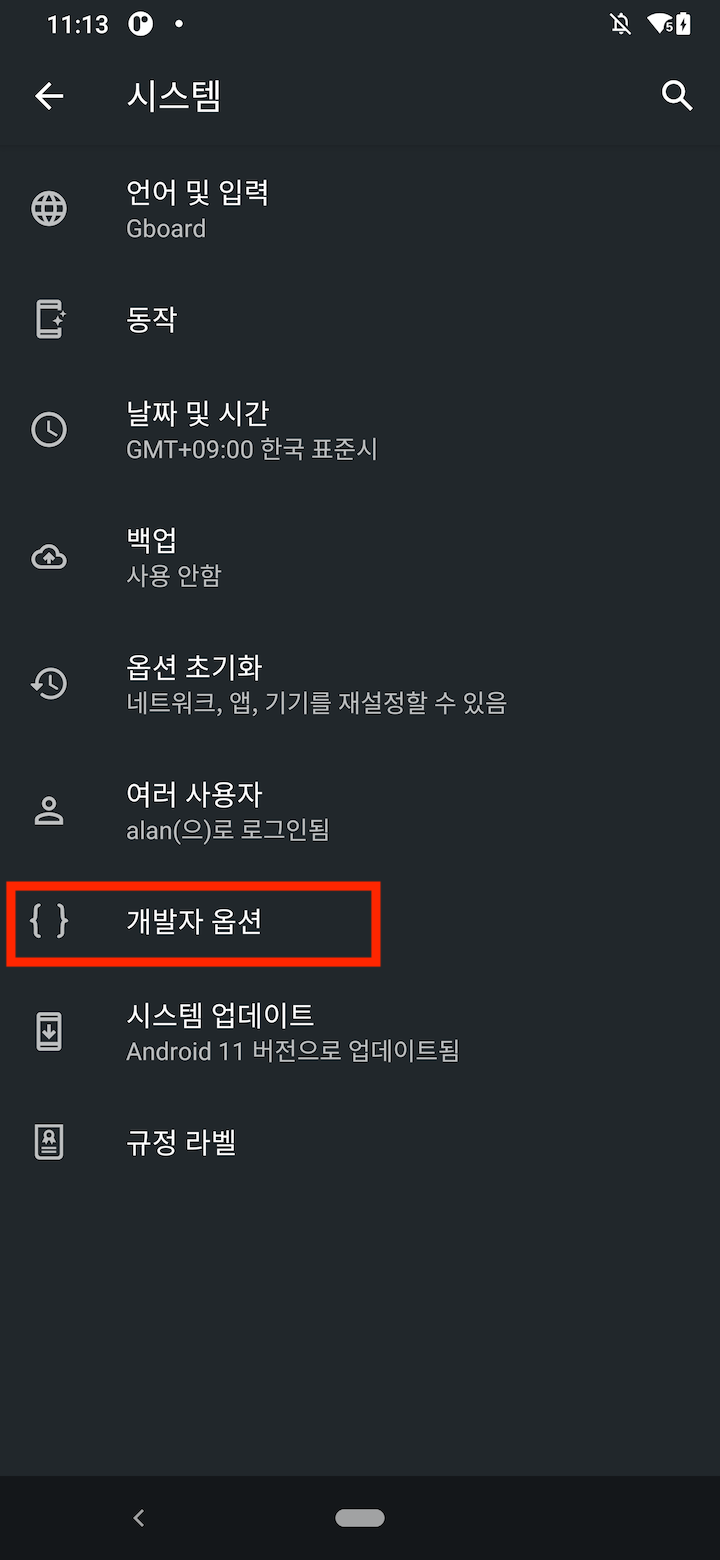 11:13
5
시스템
언어 및 입력
Gboard
동작
날짜 및 시간
GMT+09:00 한국 표준시
백업
사용 안함
옵션 초기화
네트워크, 앱, 기기를 재설정할 수 있음
여러 사용자
alan(으)로 로그인됨
개발자 옵션
시스템 업데이트
Android 11 버전으로 업데이트됨
규정 라벨